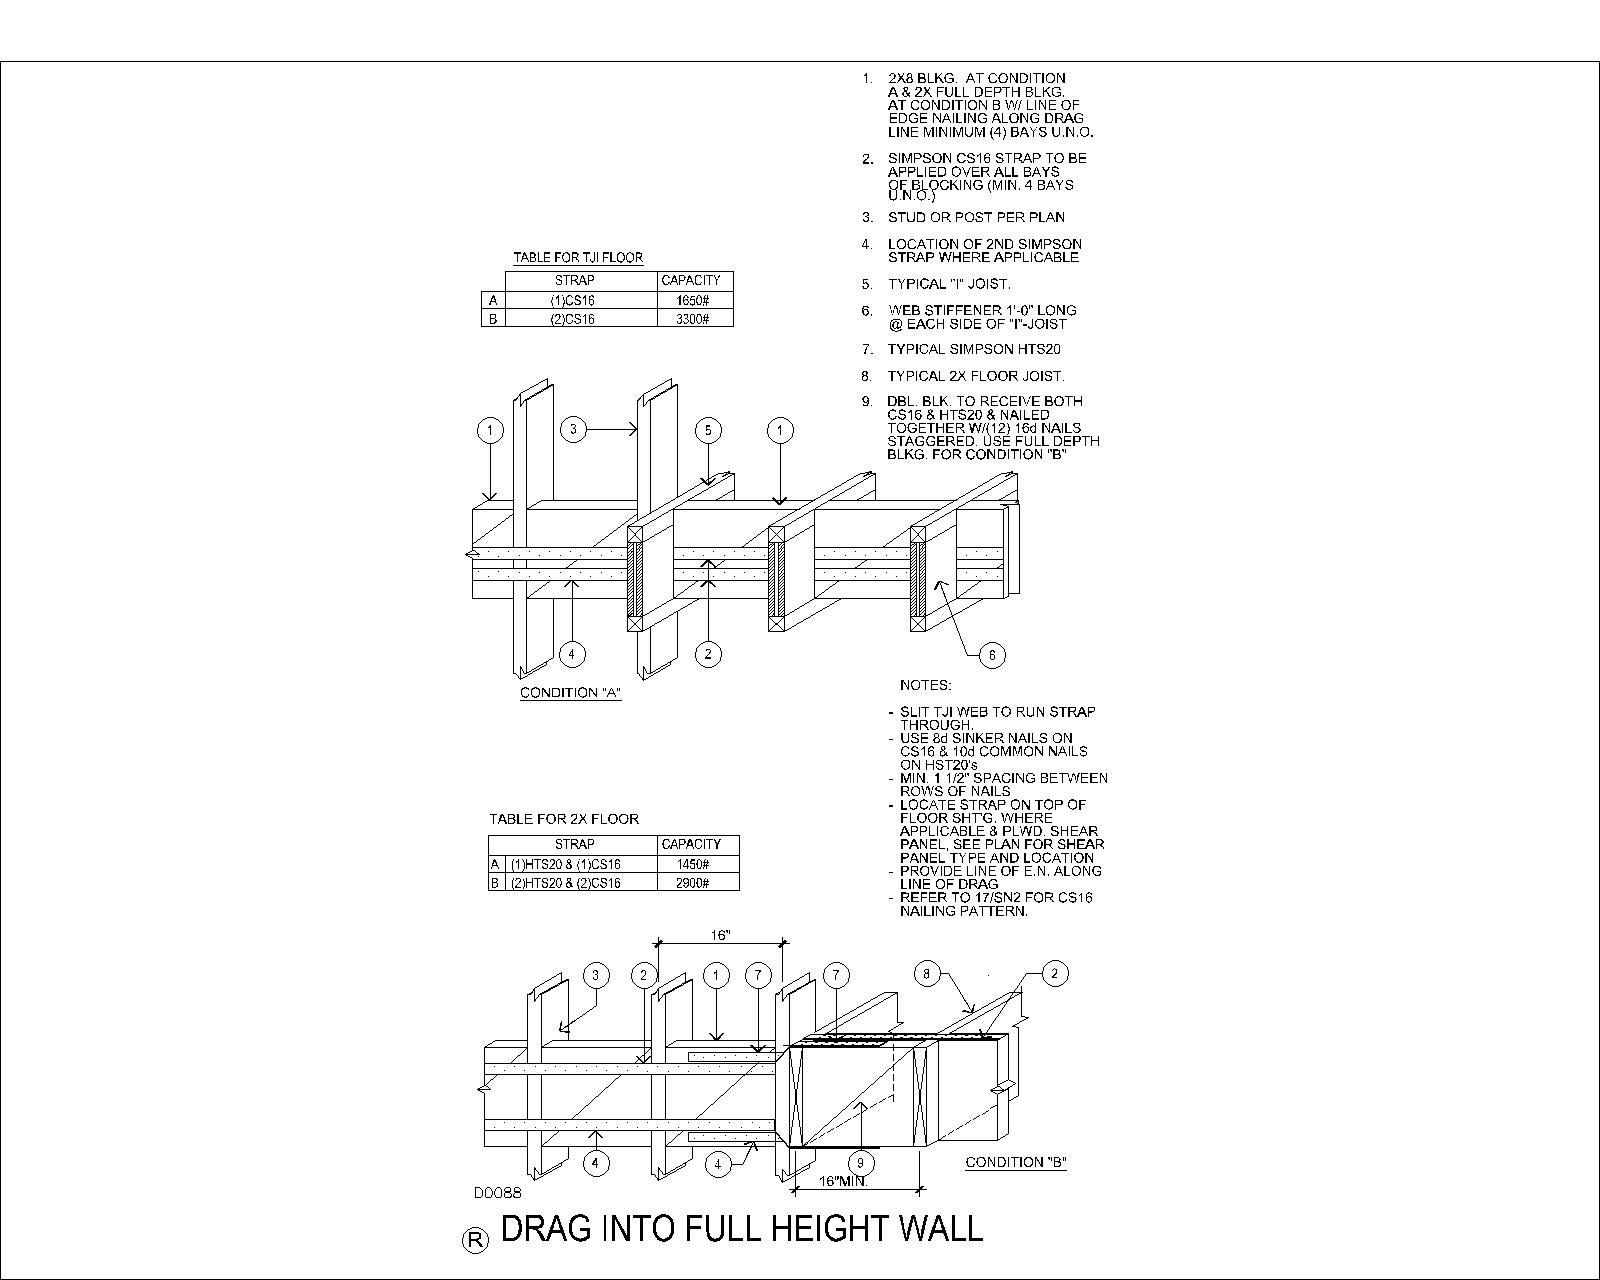 1. 2X8 BLKG. AT CONDITION
A & 2X FULL DEPTH BLKG.
AT CONDITION B W/ LINE OF
EDGE NAILING ALONG DRAG
LINE MINIMUM (4) BAYS U.N.O.
2. SIMPSON CS16 STRAP TO BE
APPLIED OVER ALL BAYS
OF BLOCKING (MIN. 4 BAYS
U.N.O.)
3. STUD OR POST PER PLAN
4. LOCATION OF 2ND SIMPSON
STRAP WHERE APPLICABLE
5. TYPICAL "I" JOIST.
6. WEB STIFFENER 1'-0" LONG
@ EACH SIDE OF "I"-JOIST
7. TYPICAL SIMPSON HTS20
8. TYPICAL 2X FLOOR JOIST.
9. DBL. BLK. TO RECEIVE BOTH
CS16 & HTS20 & NAILED
TOGETHER W/(12) 16d NAILS
STAGGERED. USE FULL DEPTH
BLKG. FOR CONDITION "B"
TABLE FOR TJI FLOOR
STRAP CAPACITY
A (1)CS16 1650#
B (2)CS16 3300#
1 3 5 1
4 2 6
CONDITION "A"
NOTES:
- SLIT TJI WEB TO RUN STRAP
THROUGH.
- USE 8d SINKER NAILS ON
CS16 & 10d COMMON NAILS
ON HST20's
- MIN. 1 1/2" SPACING BETWEEN
ROWS OF NAILS
- LOCATE STRAP ON TOP OF
FLOOR SHT'G. WHERE
APPLICABLE & PLWD. SHEAR
PANEL, SEE PLAN FOR SHEAR
PANEL TYPE AND LOCATION
- PROVIDE LINE OF E.N. ALONG
LINE OF DRAG
- REFER TO 17/SN2 FOR CS16
NAILING PATTERN.
TABLE FOR 2X FLOOR
STRAP CAPACITY
A (1)HTS20 & (1)CS16 1450#
B (2)HTS20 & (2)CS16 2900#
16"
3 2 1 7 7 8 2
4 4 9
CONDITION "B"
16"MIN.
D0088
R DRAG INTO FULL HEIGHT WALL